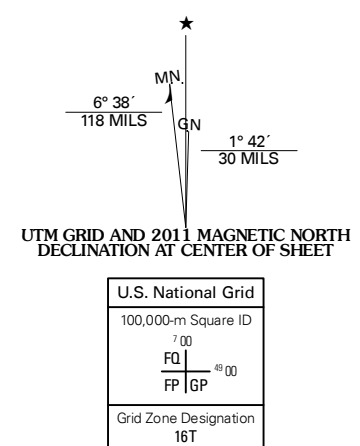 ★
MN.
6° 38´
118 MILS
GN
1° 42´
30 MILS
UTM GRID AND 2011 MAGNETIC NORTH
DECLINATION AT CENTER OF SHEET
U.S. National Grid
100,000-m Square ID
7 00
FQ
49 00
FP GP
Grid Zone Designation
16T